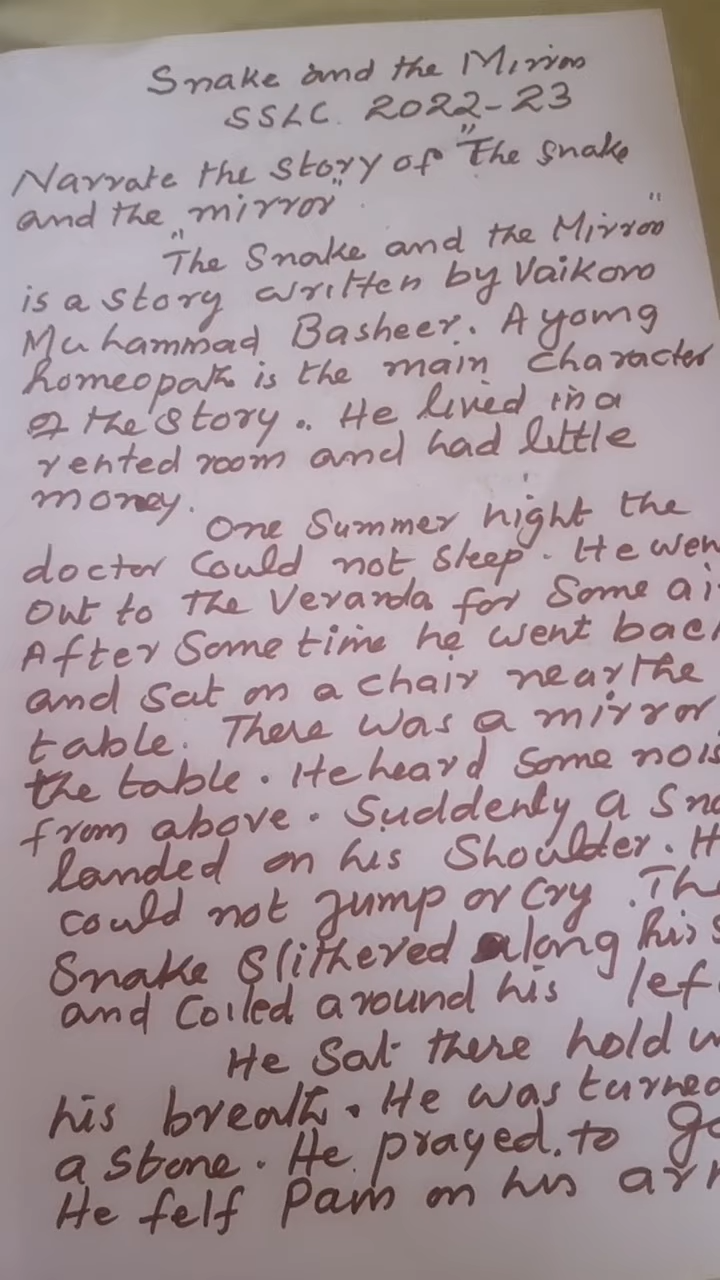 Snake and the Mirror
SSLC. 2022-23
Narrate the story of "The snake
and the mirror"
"The Snake and the Mirror"
is a story written by Vaikom
Muhammad Basheer. A young
homeopath is the main character
of the story. He lived in a
rented room and had little
money.
One Summer night the
doctor could not sleep. He wen
out to the Veranda for some ai
After some time he went bac
and sat on a chair near the
table. There was a mirror
the table. He heard some nois
from above. Suddenly a Sna
landed on his Shoulder. H
could not jump or cry. Th
Snake slithered along his s
and coiled around his lef
He sat there hold
his breath. He was turned
a stone. He prayed to go
He felf Pain on his ar